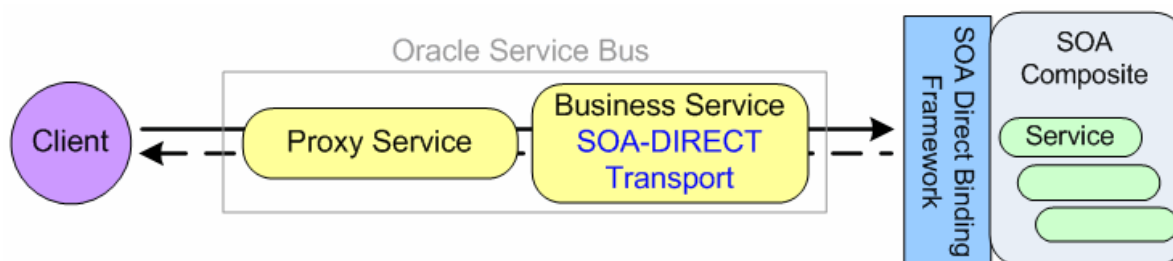 Oracle Service Bus
Client
Proxy Service
Business Service
SOA-DIRECT
Transport
SOA Direct Binding
Framework
SOA
Composite
Service